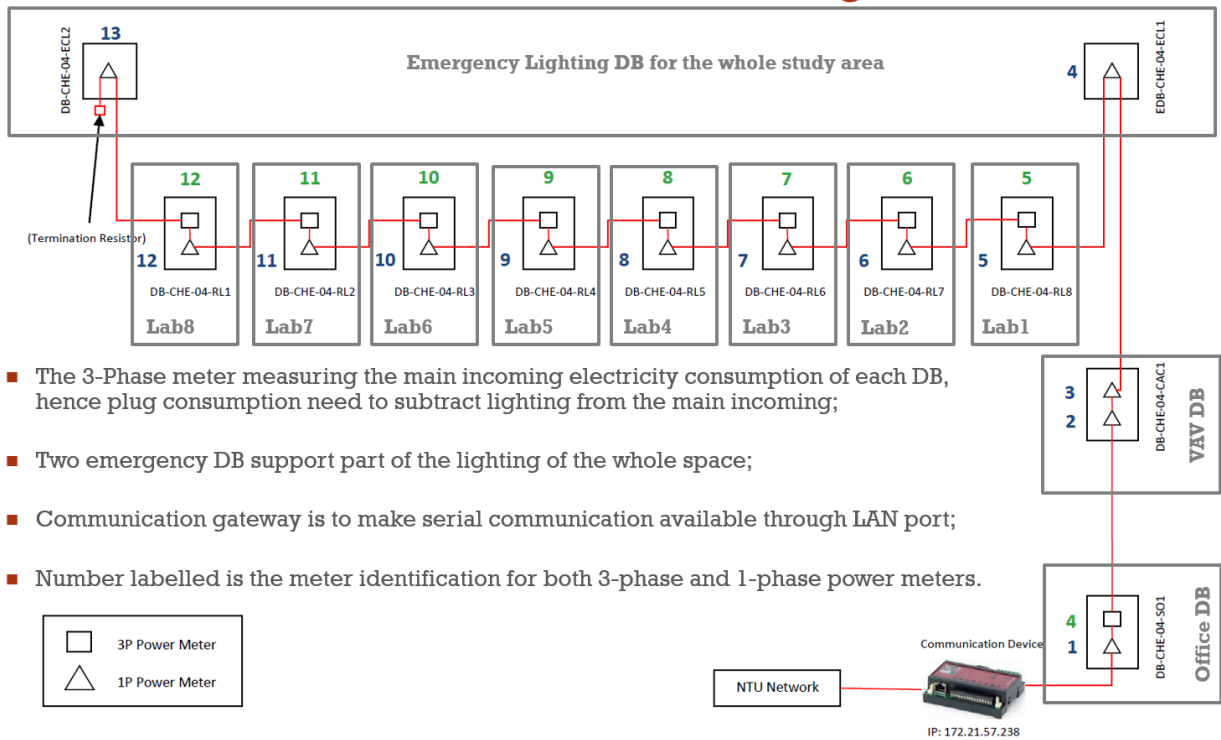 13
DB-CHE-04-ECL2
Emergency Lighting DB for the whole study area
4
EDB-CHE-04-ECL1
(Termination Resistor)
12
12
DB-CHE-04-RL1
Lab8
11
11
DB-CHE-04-RL2
Lab7
10
10
DB-CHE-04-RL3
Lab6
9
9
DB-CHE-04-RL4
Lab5
8
8
DB-CHE-04-RL5
Lab4
7
7
DB-CHE-04-RL6
Lab3
6
6
DB-CHE-04-RL7
Lab2
5
5
DB-CHE-04-RL8
Lab1
The 3-Phase meter measuring the main incoming electricity consumption of each DB,
hence plug consumption need to subtract lighting from the main incoming;
Two emergency DB support part of the lighting of the whole space;
Communication gateway is to make serial communication available through LAN port;
Number labelled is the meter identification for both 3-phase and 1-phase power meters.
3
2
DB-CHE-04-CAC1
VAV DB
4
1
DB-CHE-04-SO1
Office DB
3P Power Meter
1P Power Meter
NTU Network
Communication Device
IP: 172.21.57.238